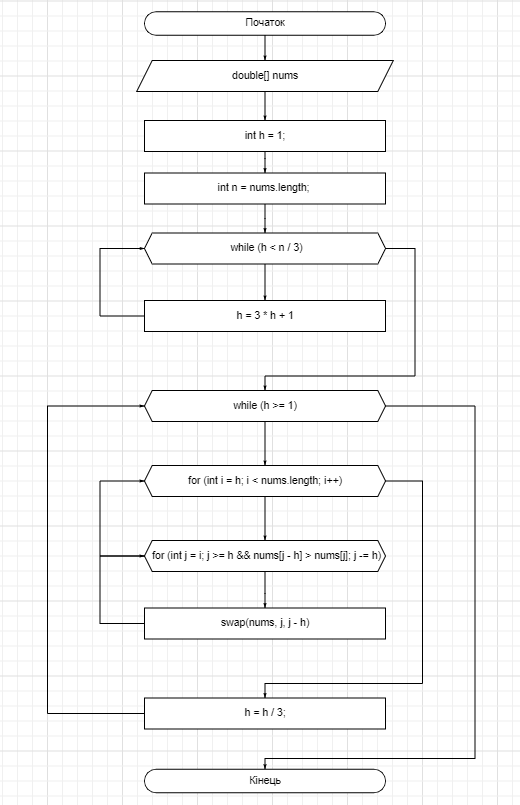 Початок
double[] nums
int h = 1;
int n = nums.length;
while (h < n / 3)
h = 3 * h + 1
while (h >= 1)
for (int i = h; i < nums.length; i++)
for (int j = i; j >= h && nums[j - h] > nums[j]; j -= h)
swap(nums, j, j - h)
h = h / 3;
Кінець